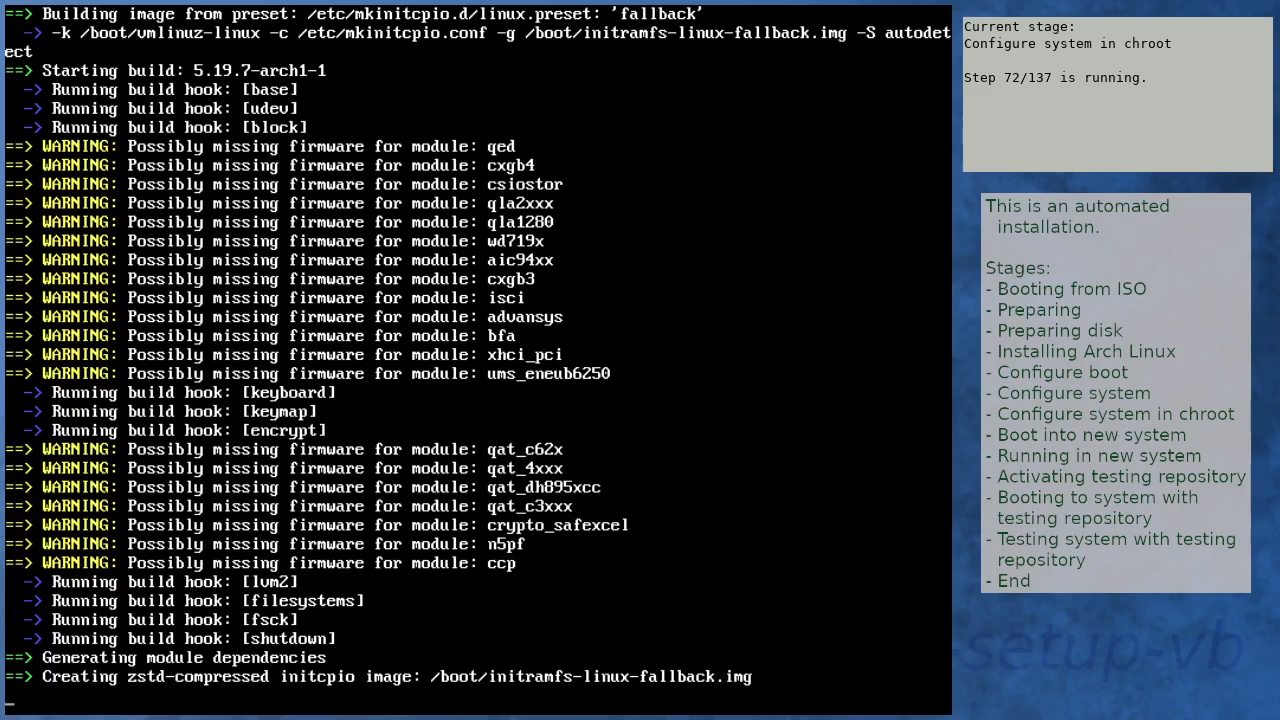 ==> Building image from preset: /etc/mkinitcpio.d/linux.preset: 'fallback'
  -> -k /boot/vmlinuz-linux -c /etc/mkinitcpio.conf -g /boot/initramfs-linux-fallback.img -S autodet
ect
==> Starting build: 5.19.7-arch1-1
  -> Running build hook: [base]
  -> Running build hook: [udev]
  -> Running build hook: [block]
==> WARNING: Possibly missing firmware for module: qed
==> WARNING: Possibly missing firmware for module: cxgb4
==> WARNING: Possibly missing firmware for module: csiostor
==> WARNING: Possibly missing firmware for module: qla2xxx
==> WARNING: Possibly missing firmware for module: qla1280
==> WARNING: Possibly missing firmware for module: wd719x
==> WARNING: Possibly missing firmware for module: aic94xx
==> WARNING: Possibly missing firmware for module: cxgb3
==> WARNING: Possibly missing firmware for module: isci
==> WARNING: Possibly missing firmware for module: advansys
==> WARNING: Possibly missing firmware for module: bfa
==> WARNING: Possibly missing firmware for module: xhci_pci
==> WARNING: Possibly missing firmware for module: ums_eneub6250
  -> Running build hook: [keyboard]
  -> Running build hook: [keymap]
  -> Running build hook: [encrypt]
==> WARNING: Possibly missing firmware for module: qat_c62x
==> WARNING: Possibly missing firmware for module: qat_4xxx
==> WARNING: Possibly missing firmware for module: qat_dh895xcc
==> WARNING: Possibly missing firmware for module: qat_c3xxx
==> WARNING: Possibly missing firmware for module: crypto_safexcel
==> WARNING: Possibly missing firmware for module: n5pf
==> WARNING: Possibly missing firmware for module: ccp
  -> Running build hook: [lvm2]
  -> Running build hook: [filesystems]
  -> Running build hook: [fsck]
  -> Running build hook: [shutdown]
==> Generating module dependencies
==> Creating zstd-compressed initcpio image: /boot/initramfs-linux-fallback.img
Current stage:
Configure system in chroot
Step 72/137 is running.
This is an automated
installation.
Stages:
- Booting from ISO
- Preparing
- Preparing disk
- Installing Arch Linux
- Configure boot
- Configure system
- Configure system in chroot
- Boot into new system
- Running in new system
- Activating testing repository
- Booting to system with
testing repository
- Testing system with testing
repository
- End
-setup-vb